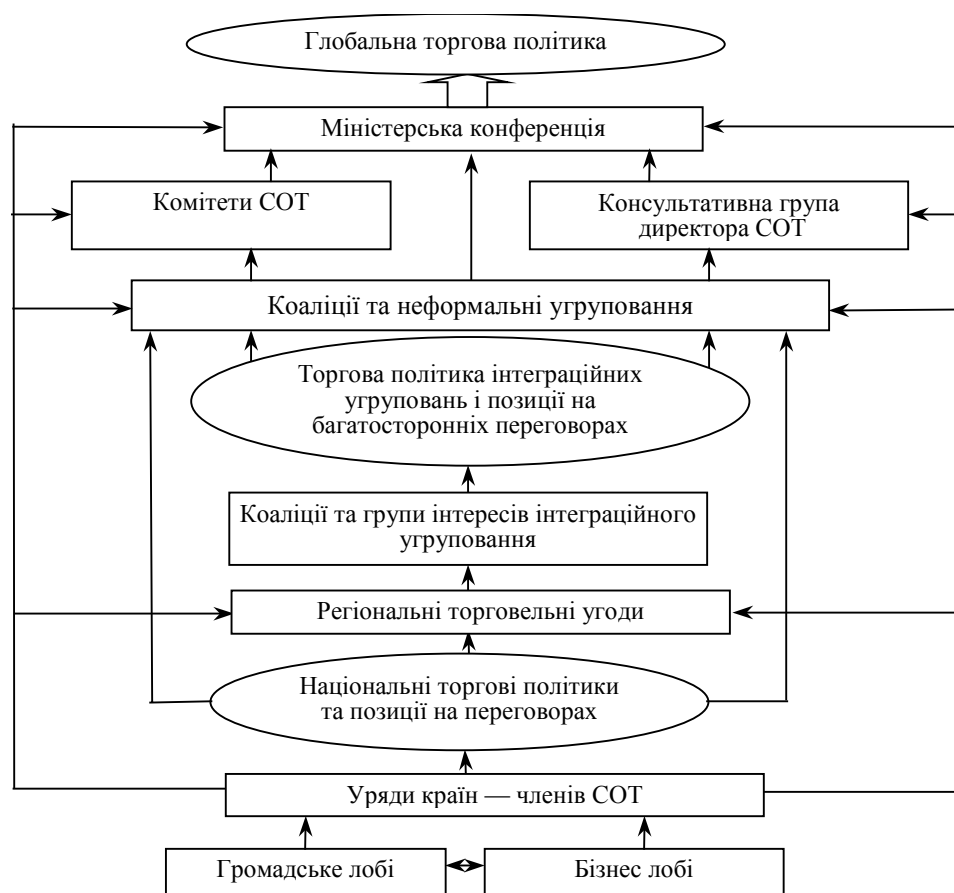 Глобальна торгова політика
Міністерська конференція
Комітети СОТ
Консультативна група
директора СОТ
Коаліції та неформальні угруповання
Торгова політика інтеграційних
угруповань і позиції на
багатосторонніх переговорах
Коаліції та групи інтересів інтеграційного
угруповання
Регіональні торговельні угоди
Національні торгові політики
та позиції на переговорах
Уряди країн — членів СОТ
Громадське лобі
Бізнес лобі